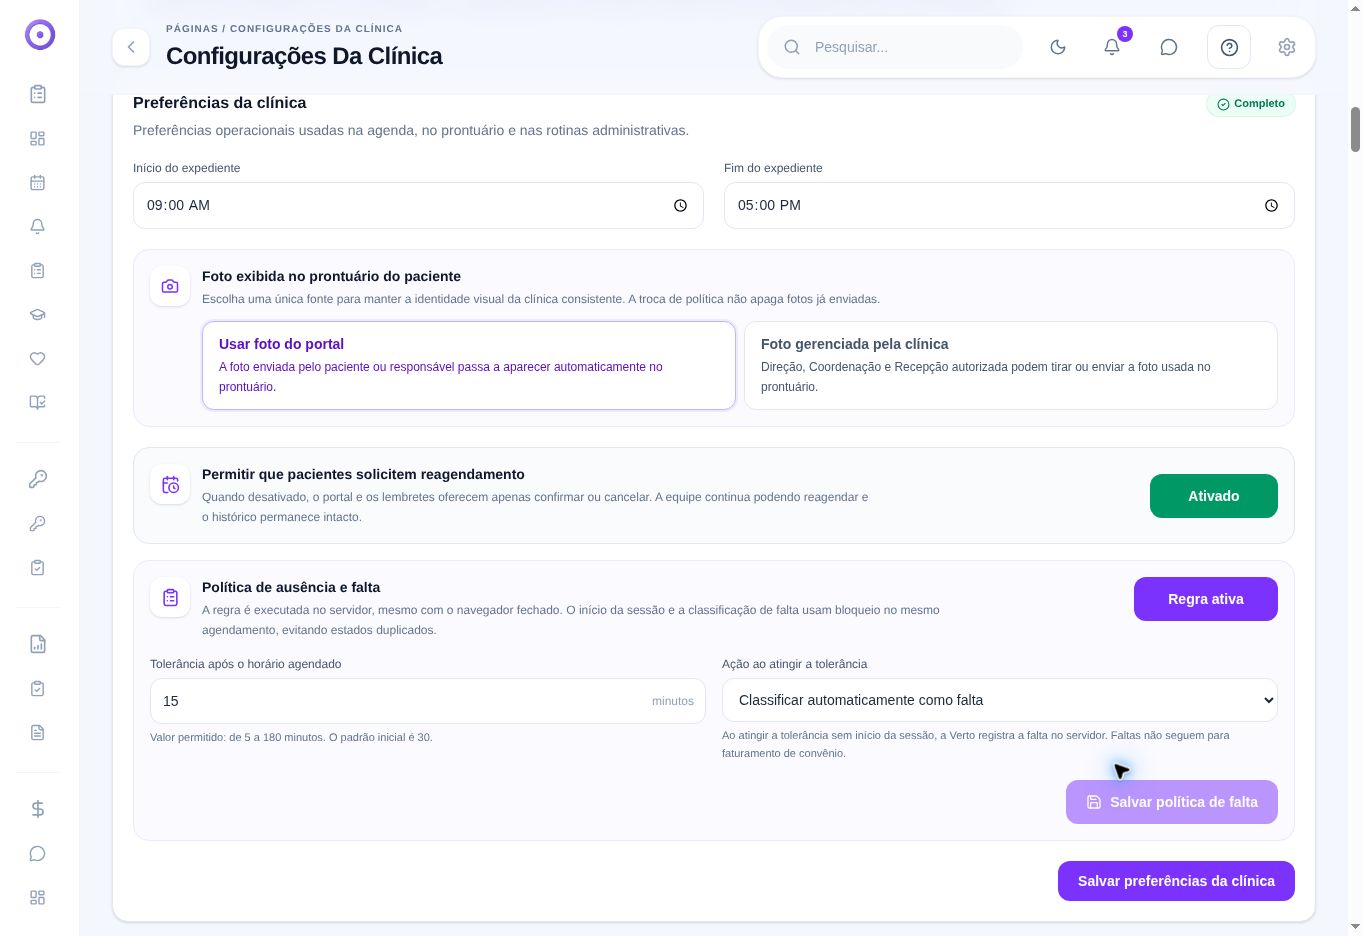 PÁGINAS / CONFIGURAÇÕES DA CLÍNICA
Configurações Da Clínica
Pesquisar...
3
Preferências da clínica
Completo
Preferências operacionais usadas na agenda, no prontuário e nas rotinas administrativas.
Início do expediente
Fim do expediente
09:00 AM
05:00 PM
Foto exibida no prontuário do paciente
Escolha uma única fonte para manter a identidade visual da clínica consistente. A troca de política não apaga fotos já enviadas.
Usar foto do portal
A foto enviada pelo paciente ou responsável passa a aparecer automaticamente no
prontuário.
Foto gerenciada pela clínica
Direção, Coordenação e Recepção autorizada podem tirar ou enviar a foto usada no
prontuário.
Permitir que pacientes solicitem reagendamento
Quando desativado, o portal e os lembretes oferecem apenas confirmar ou cancelar. A equipe continua podendo reagendar e
o histórico permanece intacto.
Ativado
Política de ausência e falta
A regra é executada no servidor, mesmo com o navegador fechado. O início da sessão e a classificação de falta usam bloqueio no mesmo
agendamento, evitando estados duplicados.
Regra ativa
Tolerância após o horário agendado
15
minutos
Valor permitido: de 5 a 180 minutos. O padrão inicial é 30.
Ação ao atingir a tolerância
Classificar automaticamente como falta
Ao atingir a tolerância sem início da sessão, a Verto registra a falta no servidor. Faltas não seguem para
faturamento de convênio.
Salvar política de falta
Salvar preferências da clínica